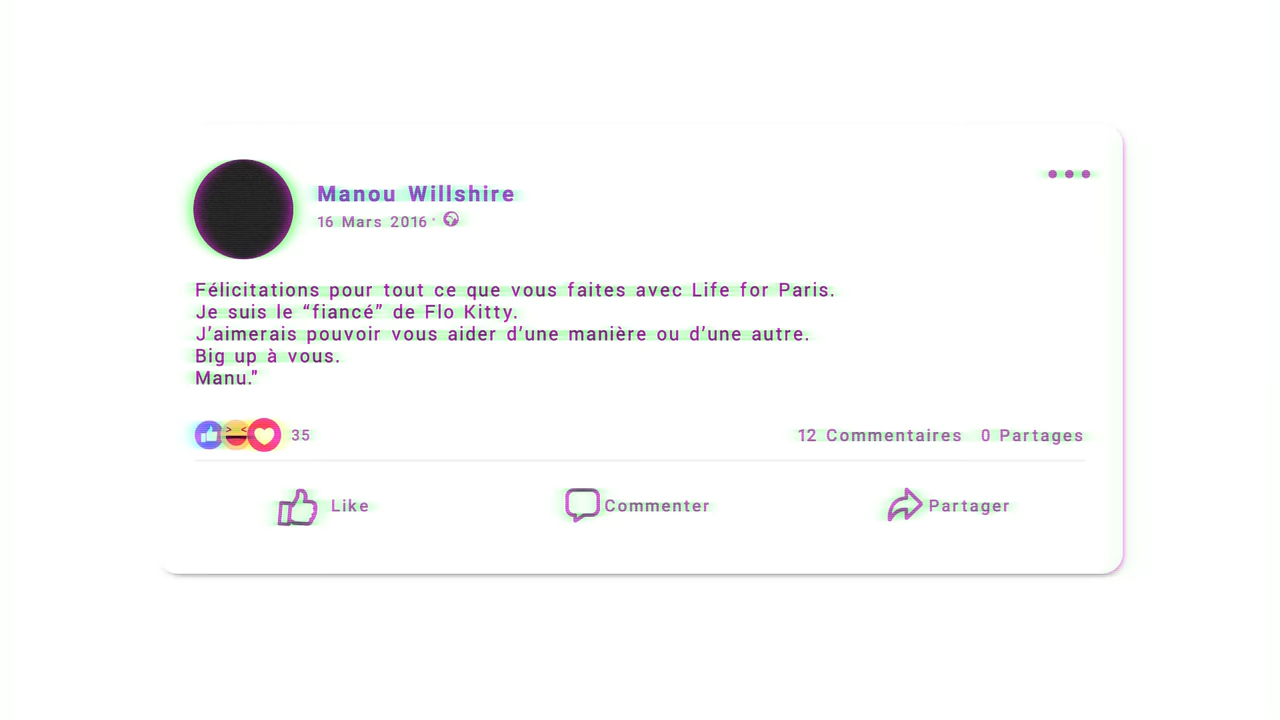 Manou Willshire
16 Mars 2016 ·
Félicitations pour tout ce que vous faites avec Life for Paris.
Je suis le “fiancé” de Flo Kitty.
J’aimerais pouvoir vous aider d’une manière ou d’une autre.
Big up à vous.
Manu.”
35
12 Commentaires 0 Partages
Like Commenter Partager